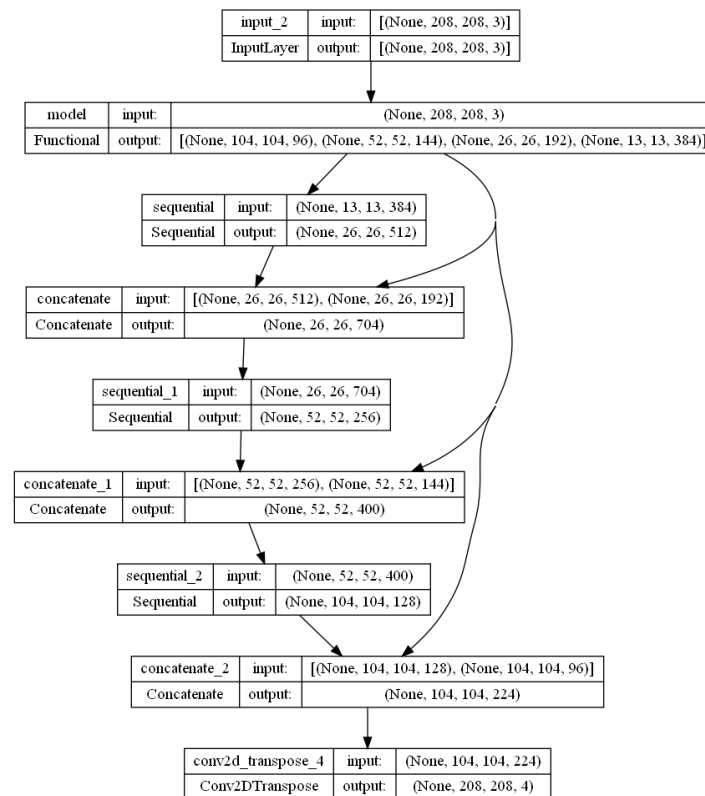 input_2 input: [(None, 208, 208, 3)]
InputLayer output: [(None, 208, 208, 3)]
model input: (None, 208, 208, 3)
Functional output: [(None, 104, 104, 96), (None, 52, 52, 144), (None, 26, 26, 192), (None, 13, 13, 384)]
sequential input: (None, 13, 13, 384)
Sequential output: (None, 26, 26, 512)
concatenate input: [(None, 26, 26, 512), (None, 26, 26, 192)]
Concatenate output: (None, 26, 26, 704)
sequential_1 input: (None, 26, 26, 704)
Sequential output: (None, 52, 52, 256)
concatenate_1 input: [(None, 52, 52, 256), (None, 52, 52, 144)]
Concatenate output: (None, 52, 52, 400)
sequential_2 input: (None, 52, 52, 400)
Sequential output: (None, 104, 104, 128)
concatenate_2 input: [(None, 104, 104, 128), (None, 104, 104, 96)]
Concatenate output: (None, 104, 104, 224)
conv2d_transpose_4 input: (None, 104, 104, 224)
Conv2DTranspose output: (None, 208, 208, 4)